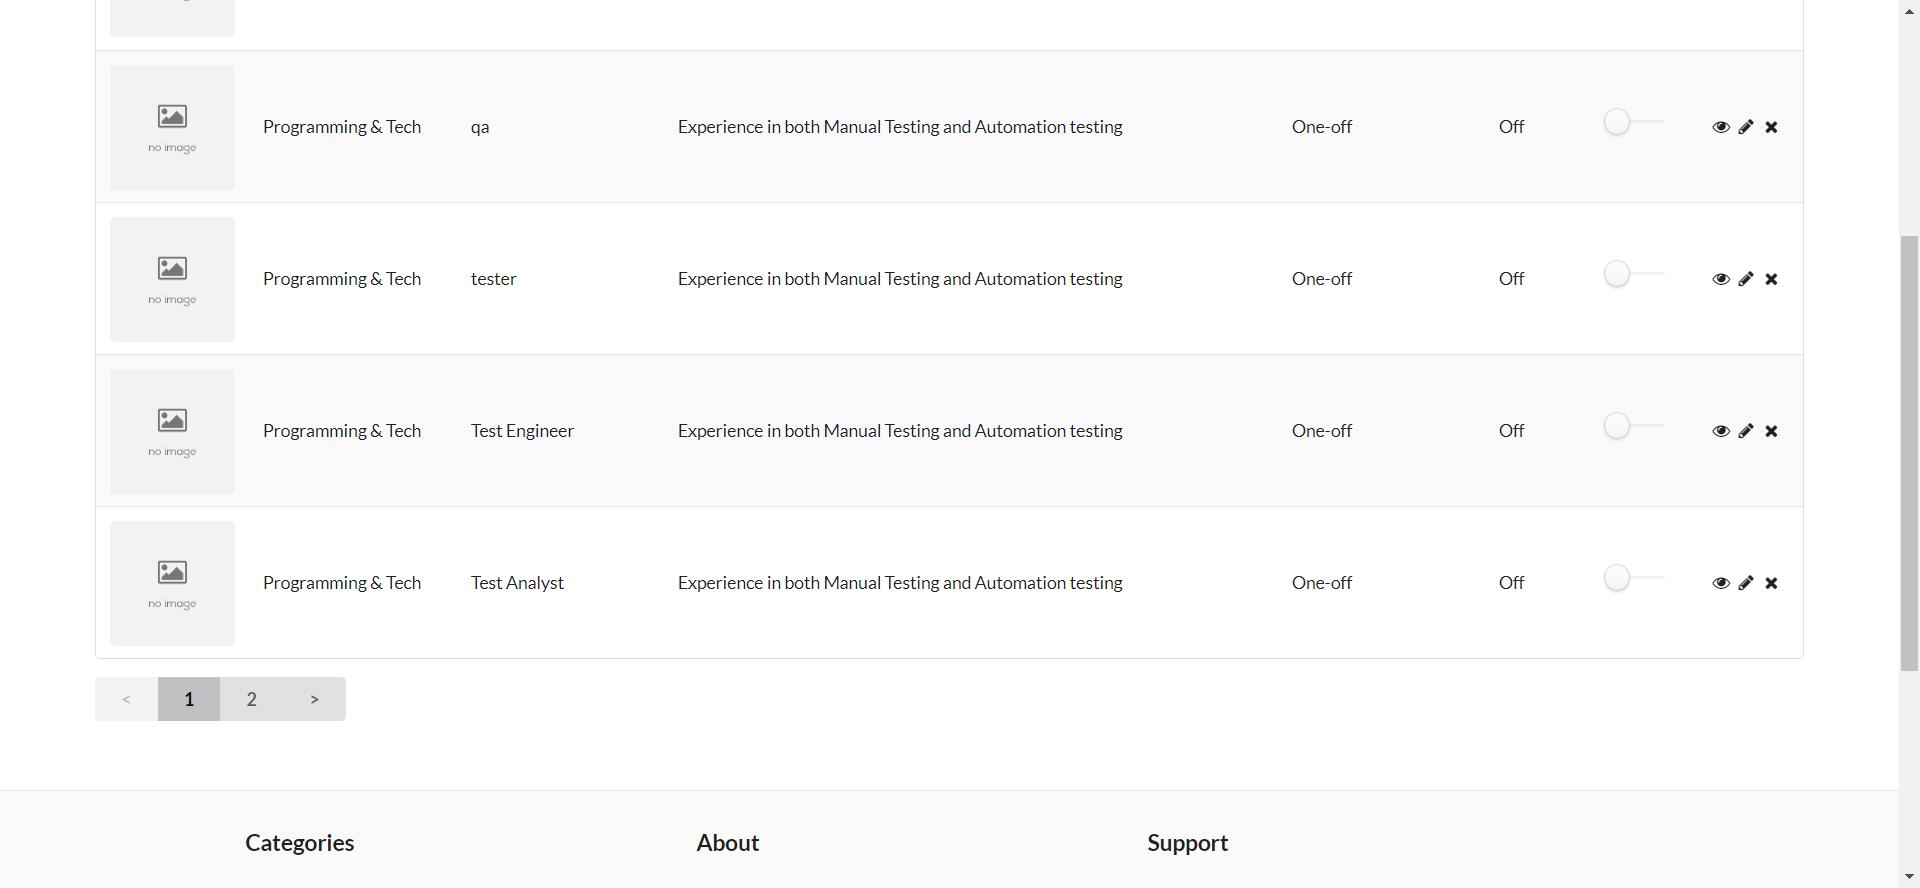 no image Programming & Tech qa Experience in both Manual Testing and Automation testing One-off Off
no image Programming & Tech tester Experience in both Manual Testing and Automation testing One-off Off
no image Programming & Tech Test Engineer Experience in both Manual Testing and Automation testing One-off Off
no image Programming & Tech Test Analyst Experience in both Manual Testing and Automation testing One-off Off
< 1 2 >
Categories About Support